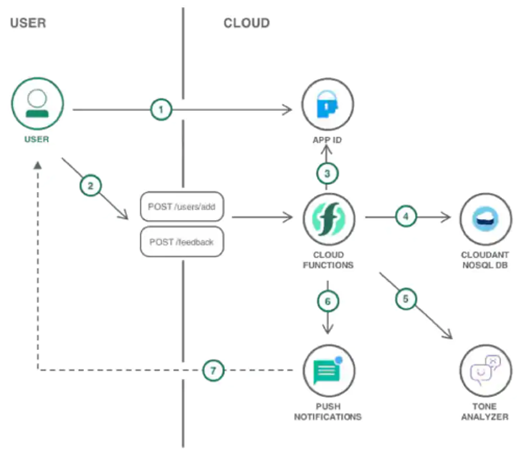 USER
CLOUD
1
USER
APP ID
2
3
POST /users/add
POST /feedback
4
CLOUD
FUNCTIONS
CLOUDANT
NOSQL DB
5
6
7
PUSH
NOTIFICATIONS
TONE
ANALYZER